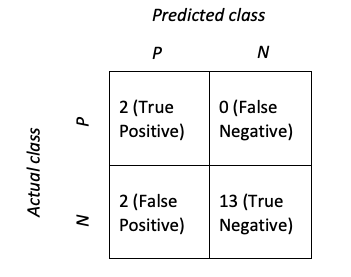 Predicted class
P
N
Actual class
P
2 (True
Positive)
0 (False
Negative)
N
2 (False
Positive)
13 (True
Negative)